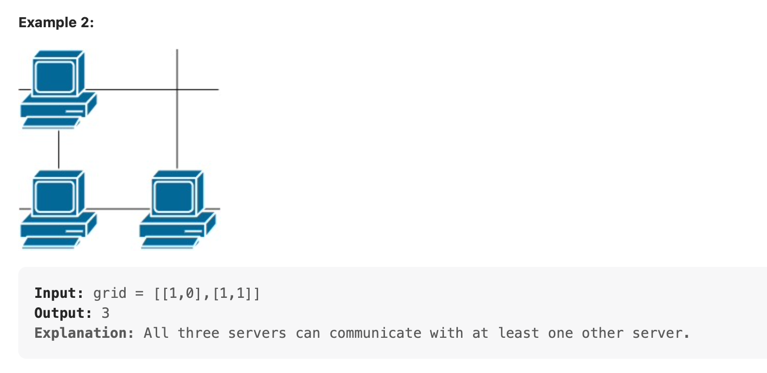 Example 2:
Input: grid = [[1,0],[1,1]]
Output: 3
Explanation: All three servers can communicate with at least one other server.